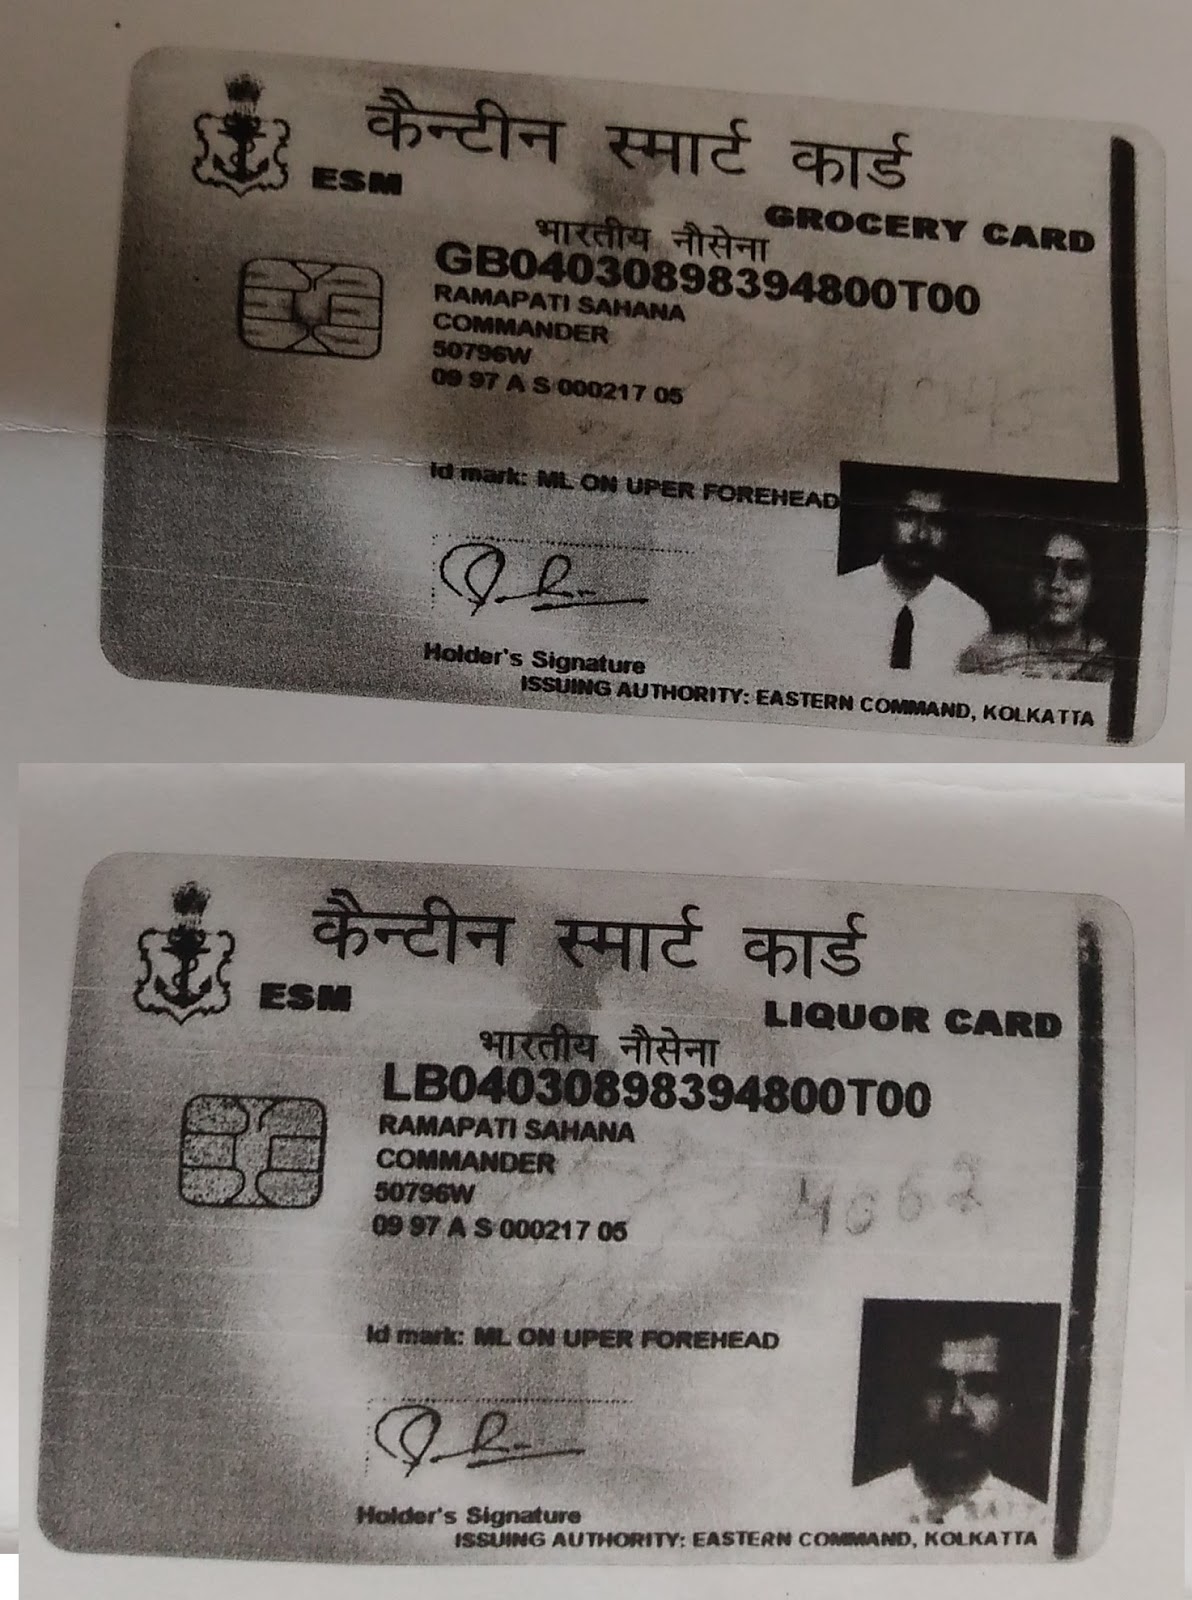 कैन्टीन स्मार्ट कार्ड
ESM
GROCERY CARD
भारतीय नौसेना
GB04030898394800T00
RAMAPATI SAHANA
COMMANDER
50796W
09 97 A S 000217 05
Id mark: ML ON UPER FOREHEAD
Holder's Signature
ISSUING AUTHORITY: EASTERN COMMAND, KOLKATTA
कैन्टीन स्मार्ट कार्ड
ESM
LIQUOR CARD
भारतीय नौसेना
LB04030898394800T00
RAMAPATI SAHANA
COMMANDER
50796W
09 97 A S 000217 05
Id mark: ML ON UPER FOREHEAD
Holder's Signature
ISSUING AUTHORITY: EASTERN COMMAND, KOLKATTA